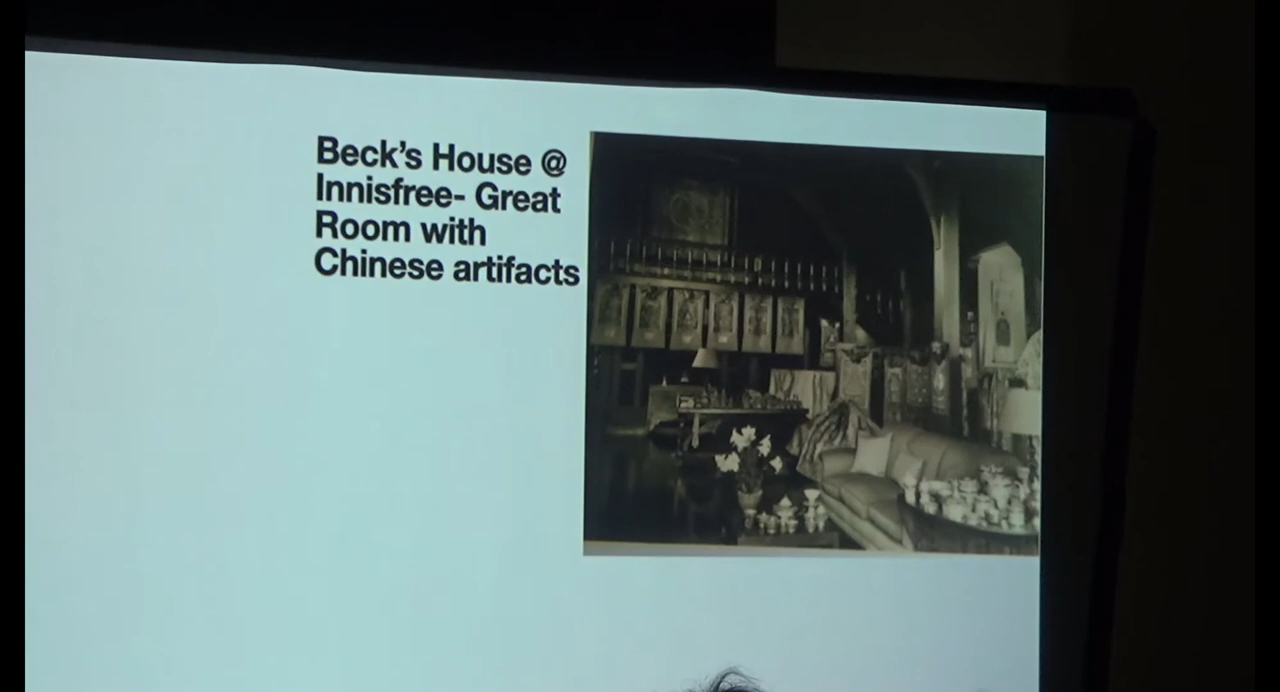 Beck’s House @
Innisfree- Great
Room with
Chinese artifacts